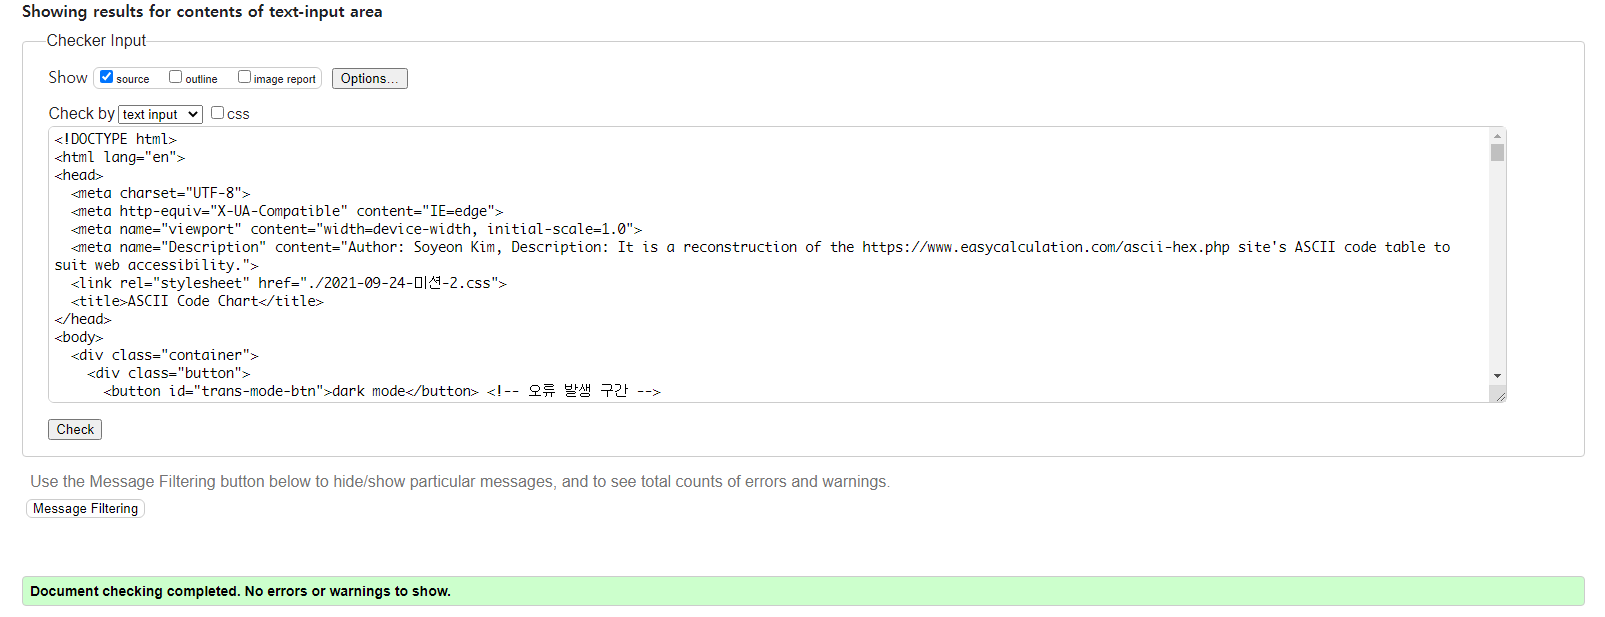 Showing results for contents of text-input area
Checker Input
Show source outline image report Options...
Check by text input css
<!DOCTYPE html>
<html lang="en">
<head>
  <meta charset="UTF-8">
  <meta http-equiv="X-UA-Compatible" content="IE=edge">
  <meta name="viewport" content="width=device-width, initial-scale=1.0">
  <meta name="Description" content="Author: Soyeon Kim, Description: It is a reconstruction of the https://www.easycalculation.com/ascii-hex.php site's ASCII code table to
suit web accessibility.">
  <link rel="stylesheet" href="./2021-09-24-미션-2.css">
  <title>ASCII Code Chart</title>
</head>
<body>
  <div class="container">
    <div class="button">
      <button id="trans-mode-btn">dark mode</button> <!-- 오류 발생 구간 -->
Check
Use the Message Filtering button below to hide/show particular messages, and to see total counts of errors and warnings.
Message Filtering
Document checking completed. No errors or warnings to show.